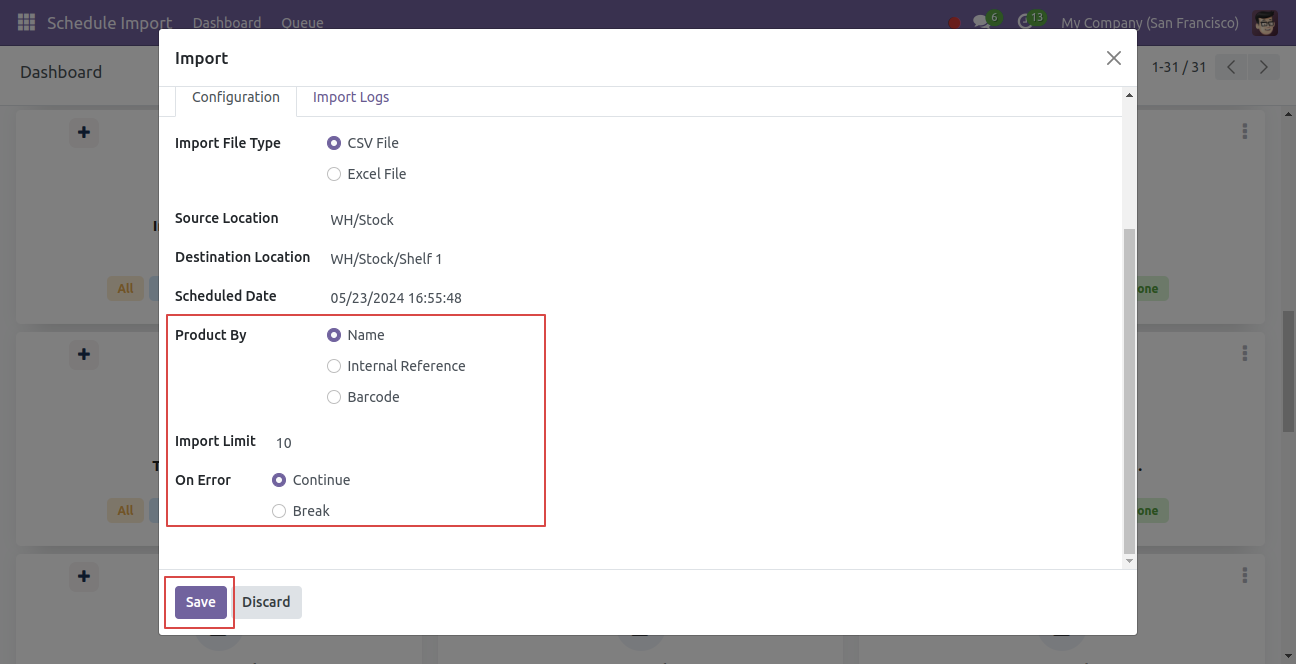 Schedule Import Dashboard Queue 6 13 My Company (San Francisco)
Dashboard 1-31 / 31
Import
Configuration Import Logs
Import File Type CSV File
Excel File
Source Location WH/Stock
Destination Location WH/Stock/Shelf 1
Scheduled Date 05/23/2024 16:55:48
All
Product By Name
Internal Reference
Barcode
Import Limit 10
On Error Continue
All
Break
Save Discard